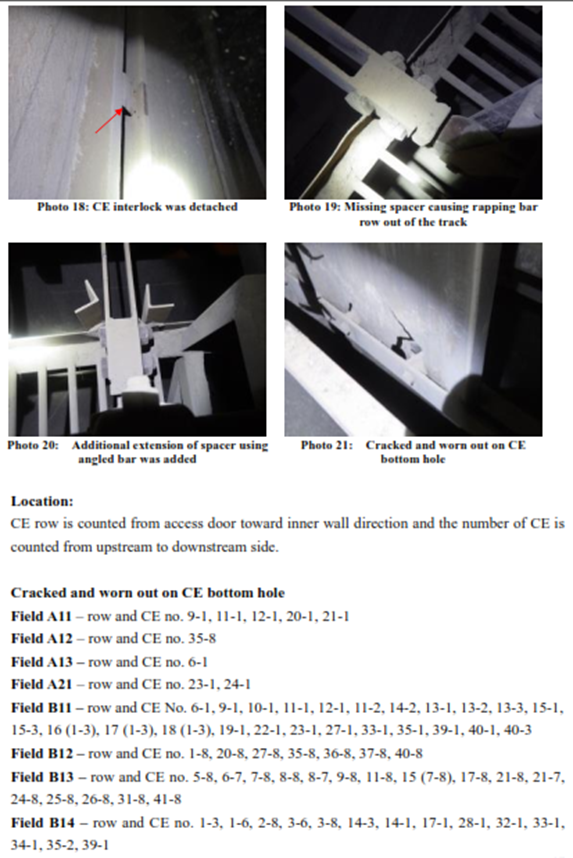 Photo 18: CE interlock was detached
Photo 19: Missing spacer causing rapping bar
row out of the track
Photo 20: Additional extension of spacer using
angled bar was added
Photo 21: Cracked and worn out on CE
bottom hole
Location:
CE row is counted from access door toward inner wall direction and the number of CE is
counted from upstream to downstream side.
Cracked and worn out on CE bottom hole
Field A11 – row and CE no. 9-1, 11-1, 12-1, 20-1, 21-1
Field A12 – row and CE no. 35-8
Field A13 – row and CE no. 6-1
Field A21 – row and CE no. 23-1, 24-1
Field B11 – row and CE No. 6-1, 9-1, 10-1, 11-1, 12-1, 11-2, 14-2, 13-1, 13-2, 13-3, 15-1,
15-3, 16 (1-3), 17 (1-3), 18 (1-3), 19-1, 22-1, 23-1, 27-1, 33-1, 35-1, 39-1, 40-1, 40-3
Field B12 – row and CE no. 1-8, 20-8, 27-8, 35-8, 36-8, 37-8, 40-8
Field B13 – row and CE no. 5-8, 6-7, 7-8, 8-8, 8-7, 9-8, 11-8, 15 (7-8), 17-8, 21-8, 21-7,
24-8, 25-8, 26-8, 31-8, 41-8
Field B14 – row and CE no. 1-3, 1-6, 2-8, 3-6, 3-8, 14-3, 14-1, 17-1, 28-1, 32-1, 33-1,
34-1, 35-2, 39-1